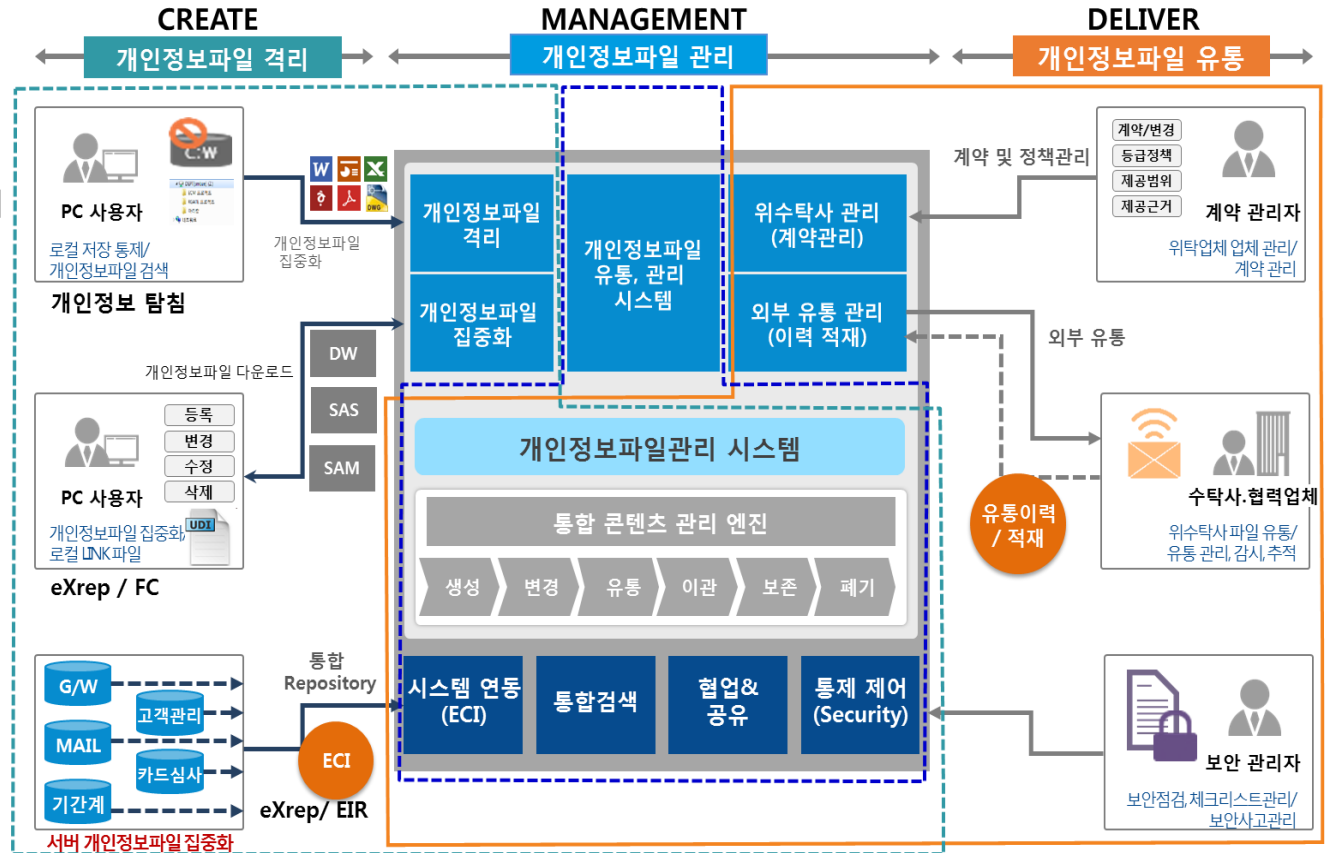 CREATE
개인정보파일 격리
MANAGEMENT
개인정보파일 관리
DELIVER
개인정보파일 유통
PC 사용자
C:₩
로컬 저장 통제/
개인정보파일 검색
개인정보 탐침
개인정보파일
집중화
DWG
개인정보파일 다운로드
DW
SAS
SAM
PC 사용자
등록
변경
수정
삭제
UDI
개인정보파일 집중화/
로컬 LINK 파일
eXrep / FC
G/W
고객관리
MAIL
카드심사
기간계
서버 개인정보파일 집중화
통합
Repository
ECI
eXrep/ EIR
개인정보파일
격리
개인정보파일
집중화
개인정보파일
유통, 관리
시스템
위수탁사 관리
(계약관리)
외부 유통 관리
(이력 적재)
개인정보파일관리 시스템
통합 콘텐츠 관리 엔진
생성
변경
유통
이관
보존
폐기
시스템 연동
(ECI)
통합검색
협업&
공유
통제 제어
(Security)
계약 및 정책관리
계약/변경
등급정책
제공범위
제공근거
계약 관리자
위탁업체 업체 관리/
계약 관리
외부 유통
유통이력
/ 적재
수탁사.협력업체
위수탁사 파일 유통/
유통 관리, 감시, 추적
보안 관리자
보안점검, 체크리스트관리/
보안사고관리